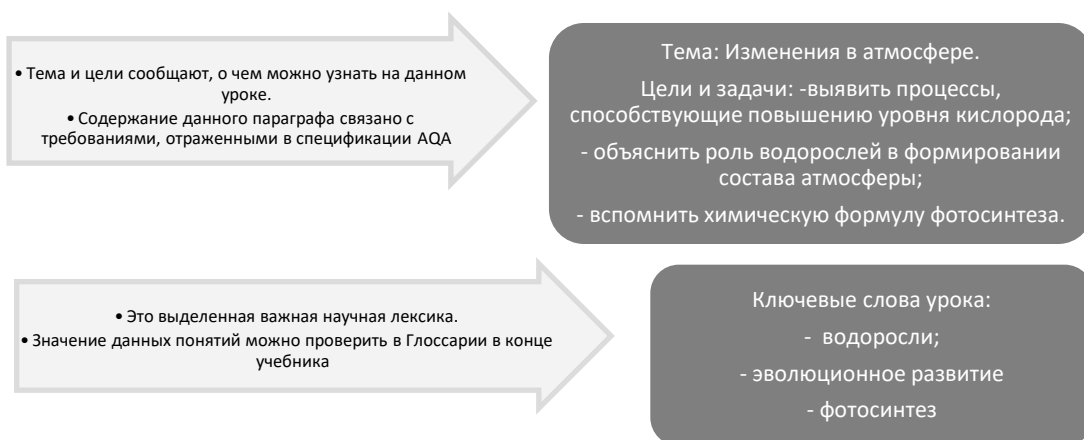 • Тема и цели сообщают, о чем можно узнать на данном
уроке.
• Содержание данного параграфа связано с
требованиями, отраженными в спецификации AQA
Тема: Изменения в атмосфере.
Цели и задачи: -выявить процессы,
способствующие повышению уровня кислорода;
- объяснить роль водорослей в формировании
состава атмосферы;
- вспомнить химическую формулу фотосинтеза.
• Это выделенная важная научная лексика.
• Значение данных понятий можно проверить в Глоссарии в конце
учебника
Ключевые слова урока:
- водоросли;
- эволюционное развитие
- фотосинтез